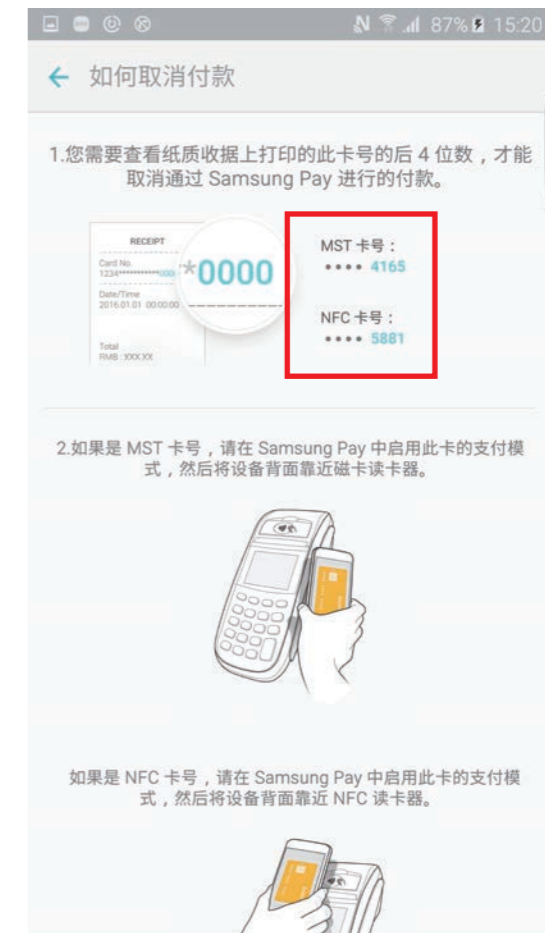 87% 15:20
如何取消付款
1.您需要查看纸质收据上打印的此卡号的后 4 位数，才能
取消通过 Samsung Pay 进行的付款。
RECEIPT
Card No.
1234***********0000
Date/Time
2016.01.01 00:00:00
Total
RMB : XXX.XX
*0000
MST 卡号：
•••• 4165
NFC 卡号：
•••• 5881
2.如果是 MST 卡号，请在 Samsung Pay 中启用此卡的支付模
式，然后将设备背面靠近磁卡读卡器。
如果是 NFC 卡号，请在 Samsung Pay 中启用此卡的支付模
式，然后将设备背面靠近 NFC 读卡器。